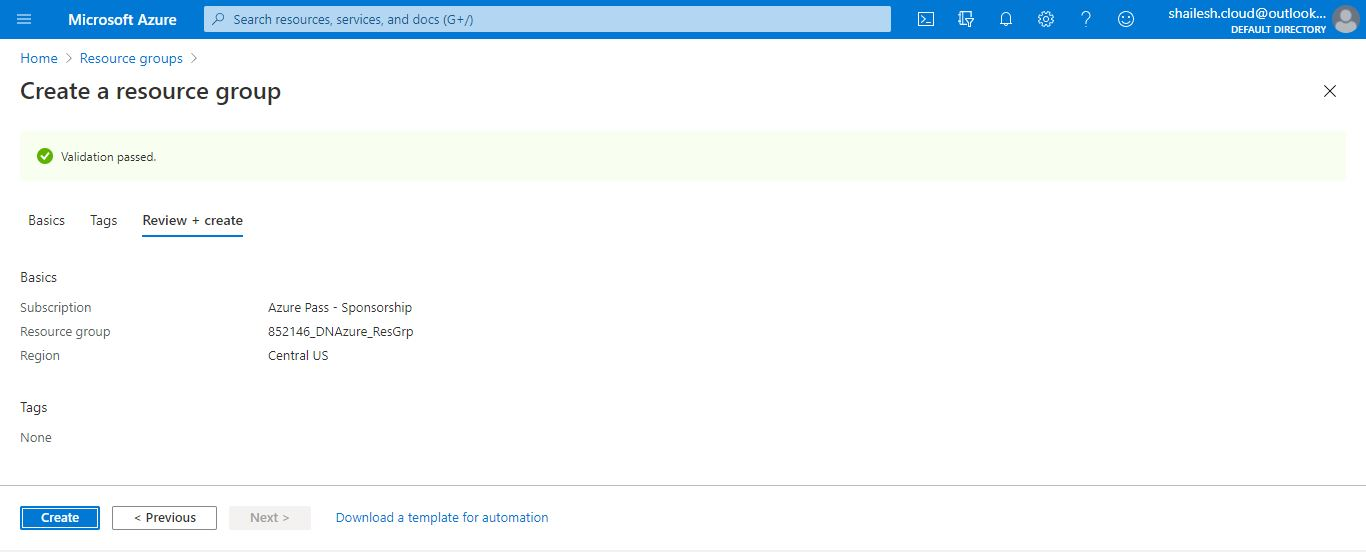 Microsoft Azure
Search resources, services, and docs (G+/)
shailesh.cloud@outlook...
DEFAULT DIRECTORY
Home > Resource groups >
Create a resource group
Validation passed.
Basics Tags Review + create
Basics
Subscription Azure Pass - Sponsorship
Resource group 852146_DNAzure_ResGrp
Region Central US
Tags
None
Create < Previous Next > Download a template for automation